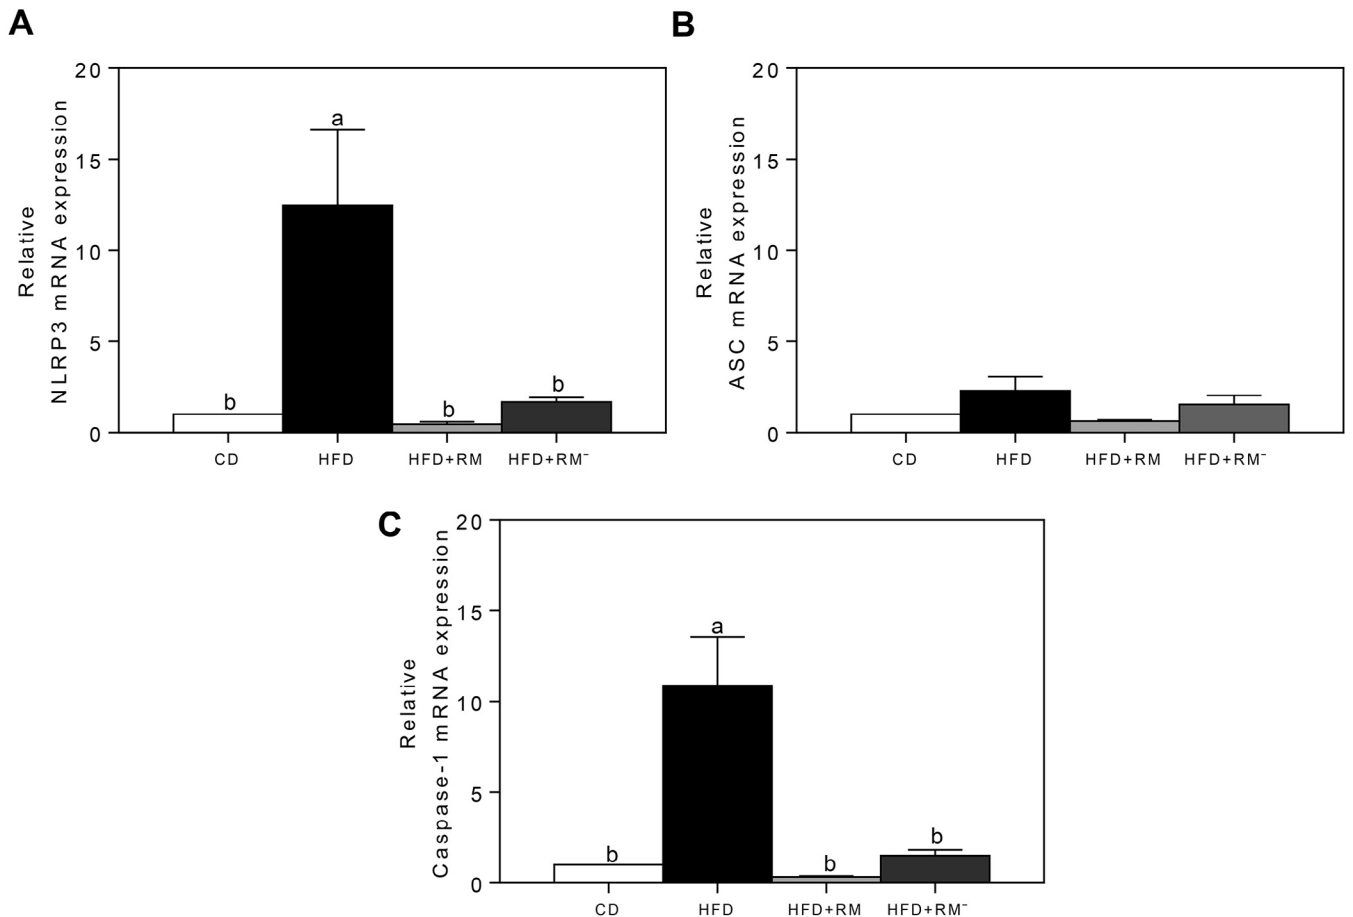 A
Relative
NLRP3 mRNA expression
20
15
10
5
0
b
a
b
b
CD
HFD
HFD+RM
HFD+RM⁻
B
Relative
ASC mRNA expression
20
15
10
5
0
CD
HFD
HFD+RM
HFD+RM⁻
C
Relative
Caspase-1 mRNA expression
20
15
10
5
0
b
a
b
b
CD
HFD
HFD+RM
HFD+RM⁻